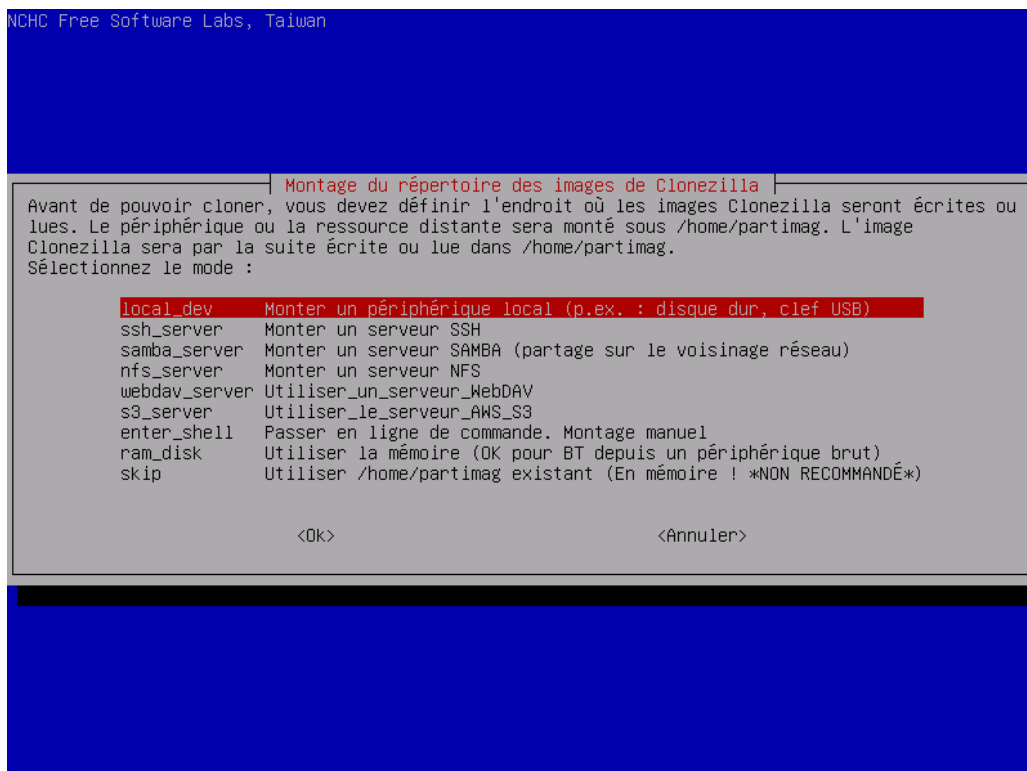 NCHC Free Software Labs, Taiwan
Montage du répertoire des images de Clonezilla
Avant de pouvoir cloner, vous devez définir l'endroit où les images Clonezilla seront écrites ou
lues. Le périphérique ou la ressource distante sera monté sous /home/partimag. L'image
Clonezilla sera par la suite écrite ou lue dans /home/partimag.
Sélectionnez le mode :
local_dev Monter un périphérique local (p.ex. : disque dur, clef USB)
ssh_server Monter un serveur SSH
samba_server Monter un serveur SAMBA (partage sur le voisinage réseau)
nfs_server Monter un serveur NFS
webdav_server Utiliser_un_serveur_WebDAV
s3_server Utiliser_le_serveur_AWS_S3
enter_shell Passer en ligne de commande. Montage manuel
ram_disk Utiliser la mémoire (OK pour BT depuis un périphérique brut)
skip Utiliser /home/partimag existant (En mémoire ! *NON RECOMMANDÉ*)
<Ok> <Annuler>